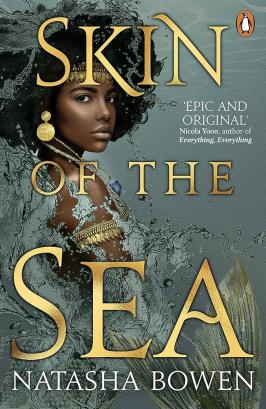 SKIN
'EPIC AND
ORIGINAL'
Nicola Yoon, author of
Everything, Everything
OF THE
SEA
NATASHA BOWEN